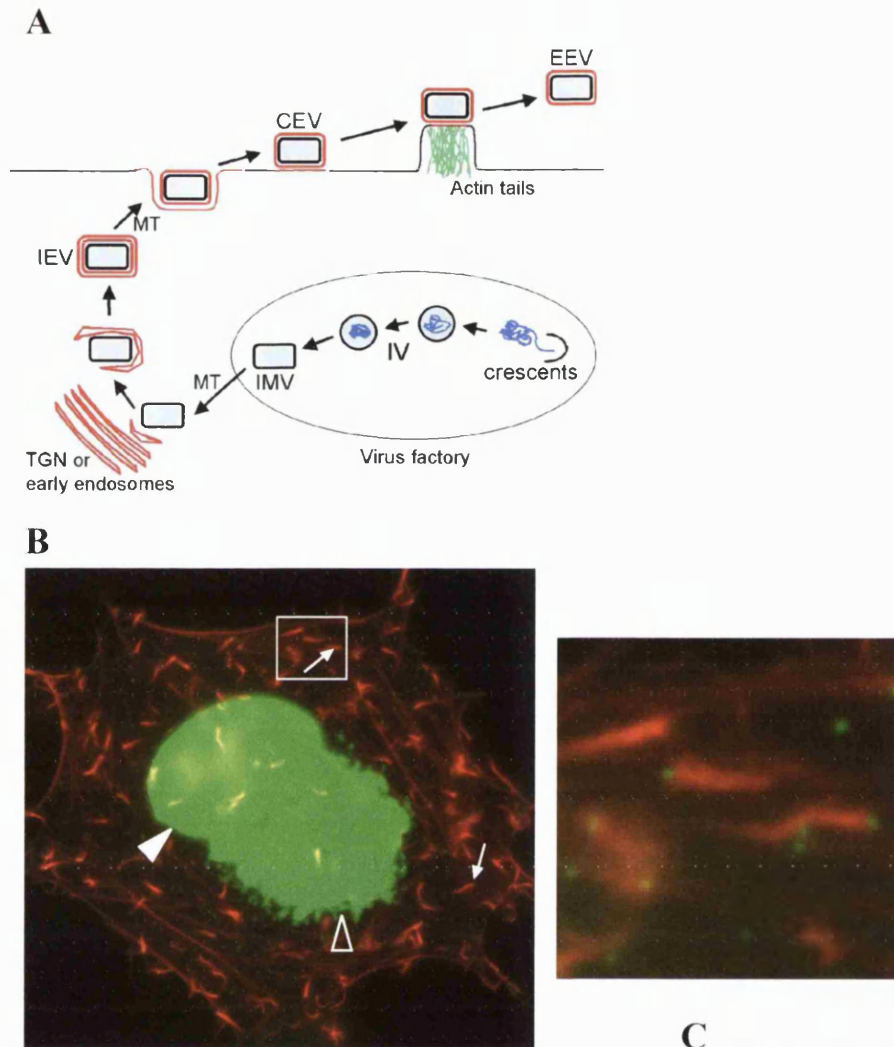 A
EEV
CEV
Actin tails
MT
IEV
IV
crescents
MT
IMV
TGN or
early endosomes
Virus factory
B
C